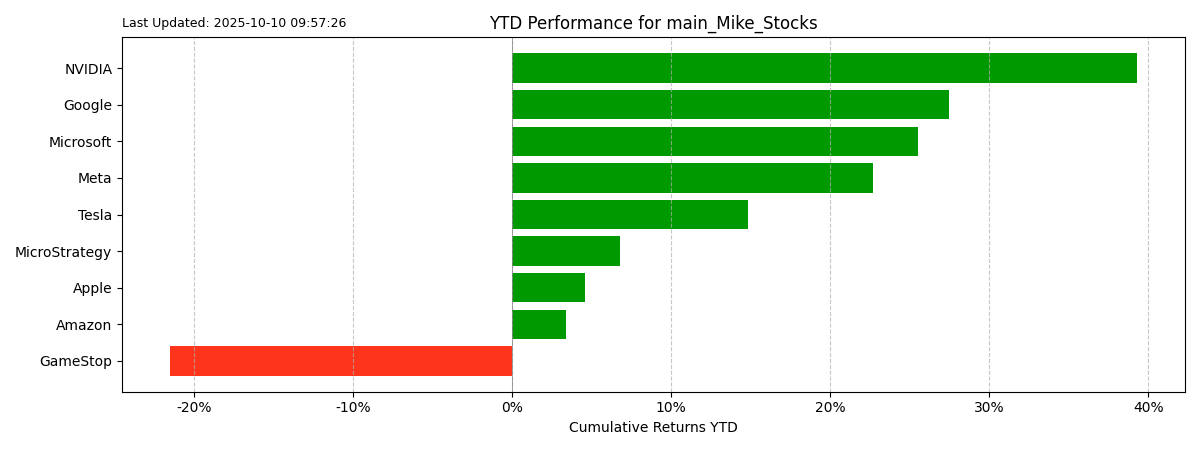 Last Updated: 2025-10-10 09:57:26
YTD Performance for main_Mike_Stocks
NVIDIA
Google
Microsoft
Meta
Tesla
MicroStrategy
Apple
Amazon
GameStop
-20% -10% 0% 10% 20% 30% 40%
Cumulative Returns YTD